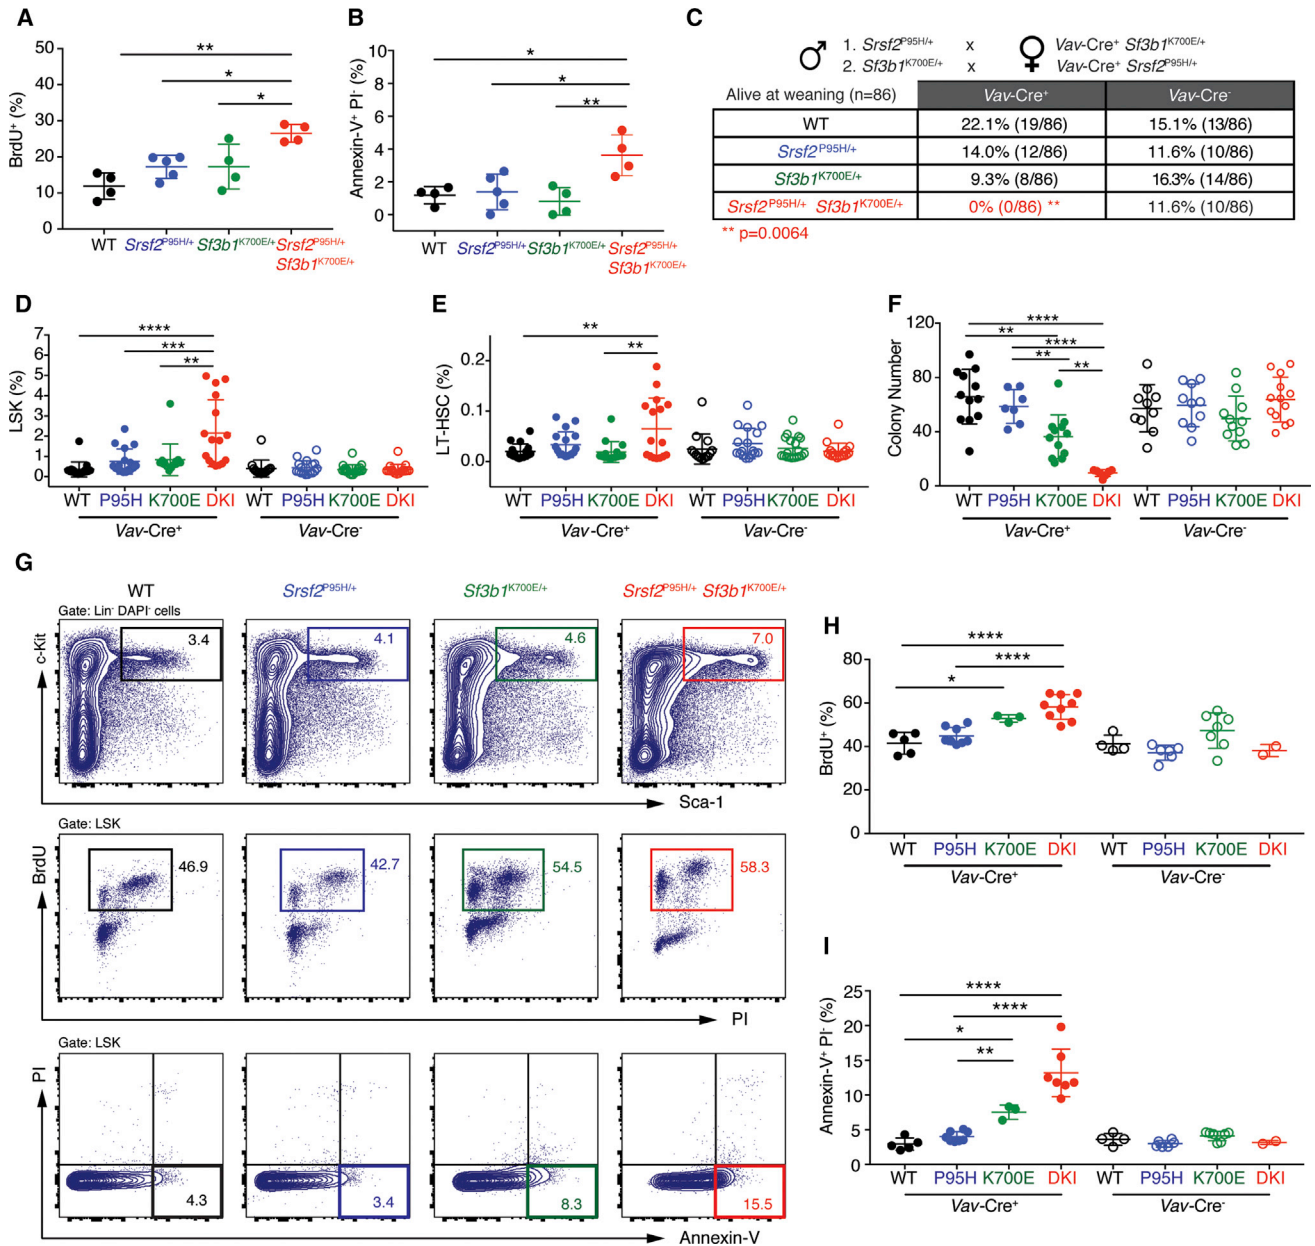 A
BrdU⁺ (%)
50
40
30
20
10
0
**
*
*
WT
Srsf2P95H/+
Sf3b1K700E/+
Srsf2P95H/+
Sf3b1K700E/+
B
Annexin-V⁺ PI⁻ (%)
10
8
6
4
2
0
*
*
**
WT
Srsf2P95H/+
Sf3b1K700E/+
Srsf2P95H/+
Sf3b1K700E/+
C
♂ 1. Srsf2P95H/+ x ♀ Vav-Cre⁺ Sf3b1K700E/+
2. Sf3b1K700E/+ x Vav-Cre⁺ Srsf2P95H/+
Alive at weaning (n=86) Vav-Cre⁺ Vav-Cre⁻
WT 22.1% (19/86) 15.1% (13/86)
Srsf2P95H/+ 14.0% (12/86) 11.6% (10/86)
Sf3b1K700E/+ 9.3% (8/86) 16.3% (14/86)
Srsf2P95H/+ Sf3b1K700E/+ 0% (0/86) ** 11.6% (10/86)
** p=0.0064
D
LSK (%)
7
6
5
4
3
2
1
0
****
***
**
WT P95H K700E DKI WT P95H K700E DKI
Vav-Cre⁺ Vav-Cre⁻
E
LT-HSC (%)
0.2
0.1
0.0
**
**
WT P95H K700E DKI WT P95H K700E DKI
Vav-Cre⁺ Vav-Cre⁻
F
Colony Number
120
80
40
0
****
**
****
**
**
WT P95H K700E DKI WT P95H K700E DKI
Vav-Cre⁺ Vav-Cre⁻
G
WT Srsf2P95H/+ Sf3b1K700E/+ Srsf2P95H/+ Sf3b1K700E/+
Gate: Lin⁻ DAPI⁻ cells
c-Kit
3.4 4.1 4.6 7.0
Sca-1
Gate: LSK
BrdU
46.9 42.7 54.5 58.3
PI
Gate: LSK
PI
4.3 3.4 8.3 15.5
Annexin-V
H
BrdU⁺ (%)
80
60
40
20
0
****
****
*
WT P95H K700E DKI WT P95H K700E DKI
Vav-Cre⁺ Vav-Cre⁻
I
Annexin-V⁺ PI⁻ (%)
25
20
15
10
5
0
****
****
*
**
WT P95H K700E DKI WT P95H K700E DKI
Vav-Cre⁺ Vav-Cre⁻